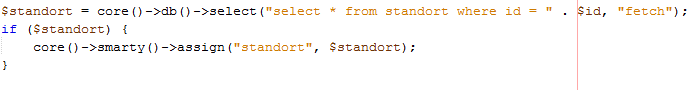 $standort = core()->db()->select("select * from standort where id = " . $id, "fetch");
if ($standort) {
    core()->smarty()->assign("standort", $standort);
}